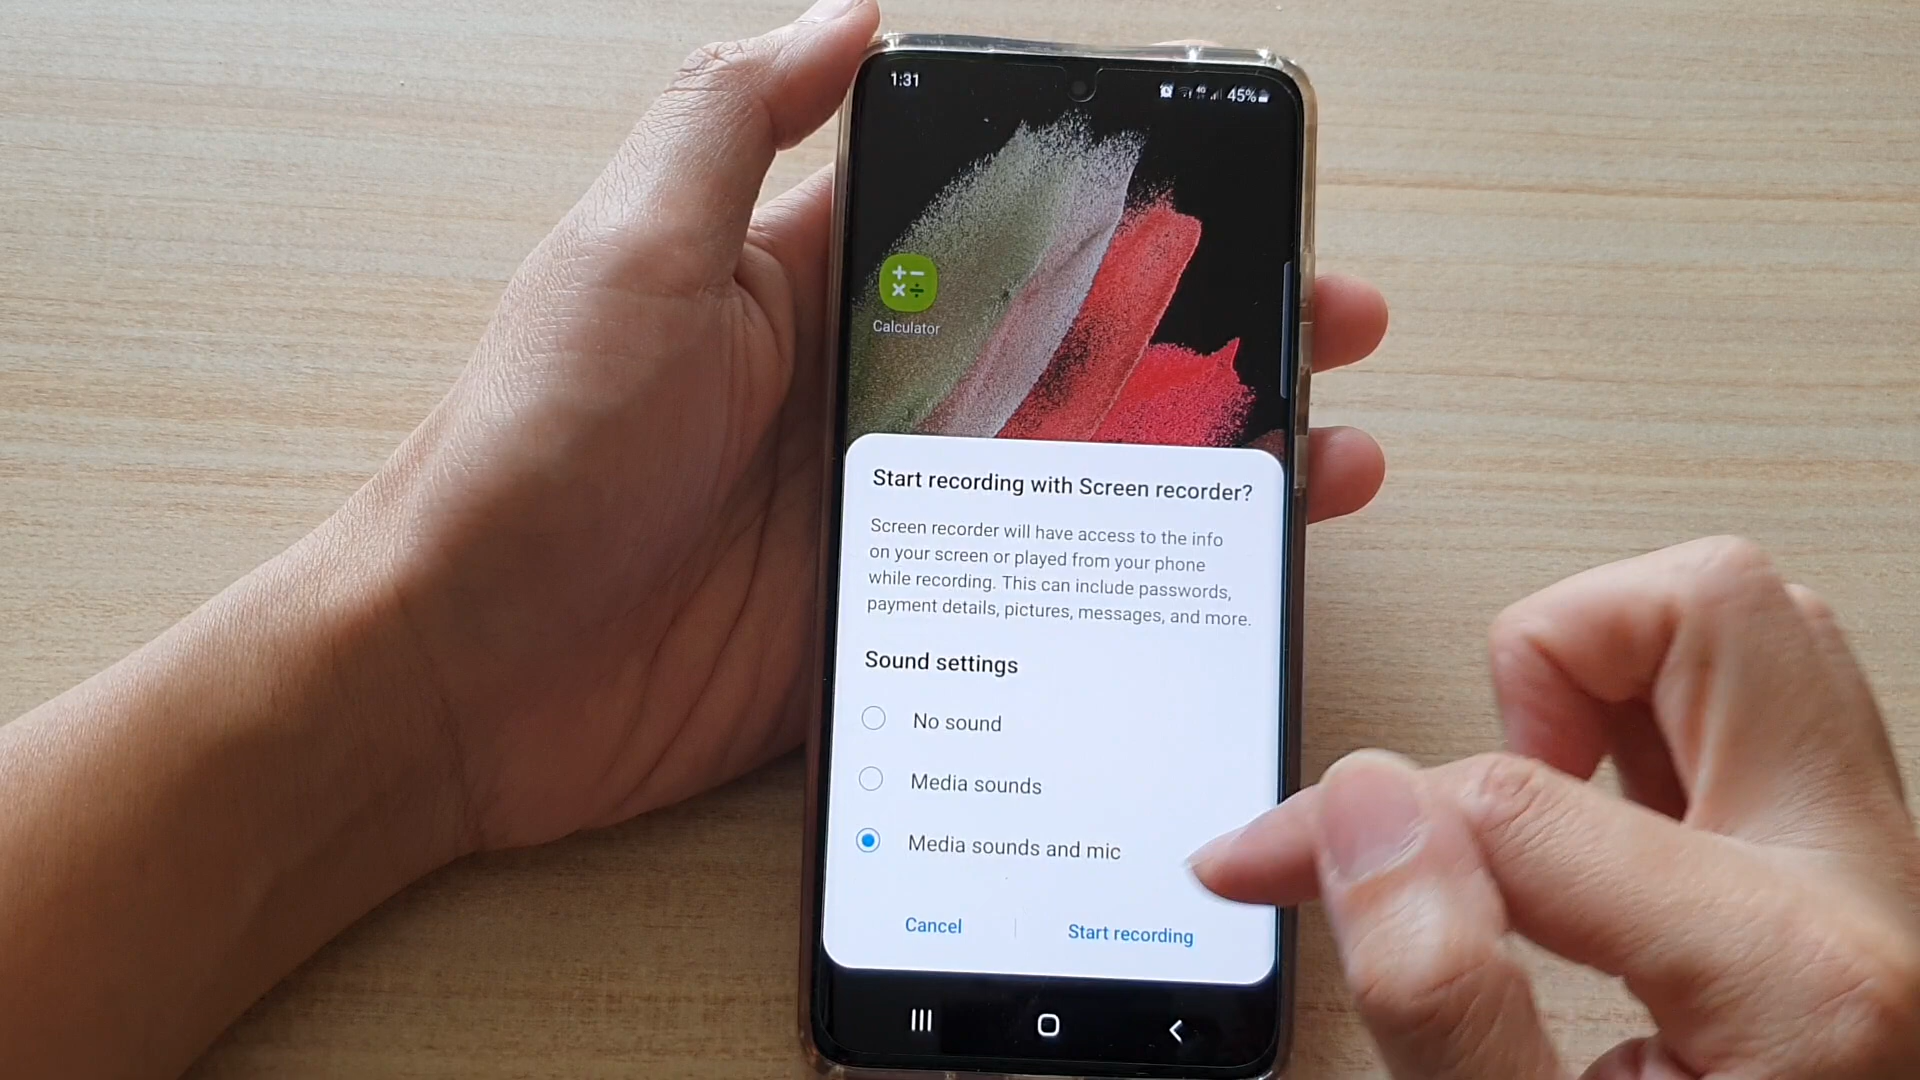 1:31
4G
45%
Calculator
Start recording with Screen recorder?
Screen recorder will have access to the info
on your screen or played from your phone
while recording. This can include passwords,
payment details, pictures, messages, and more.
Sound settings
No sound
Media sounds
Media sounds and mic
Cancel
Start recording